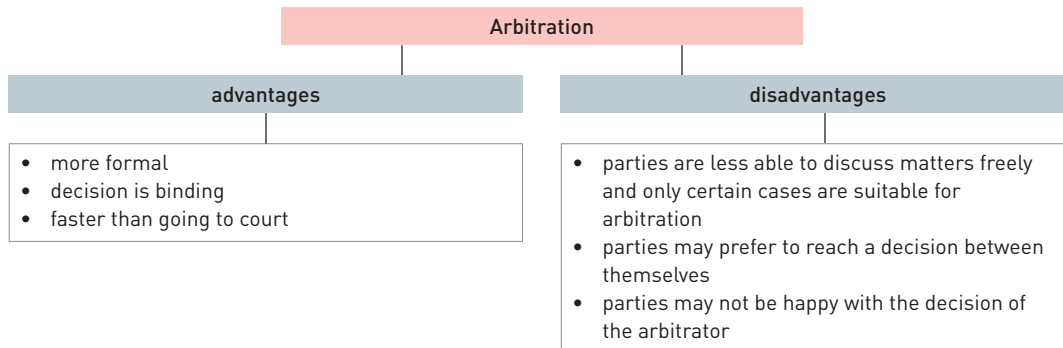 Arbitration
advantages
• more formal
• decision is binding
• faster than going to court
disadvantages
• parties are less able to discuss matters freely
and only certain cases are suitable for
arbitration
• parties may prefer to reach a decision between
themselves
• parties may not be happy with the decision of
the arbitrator